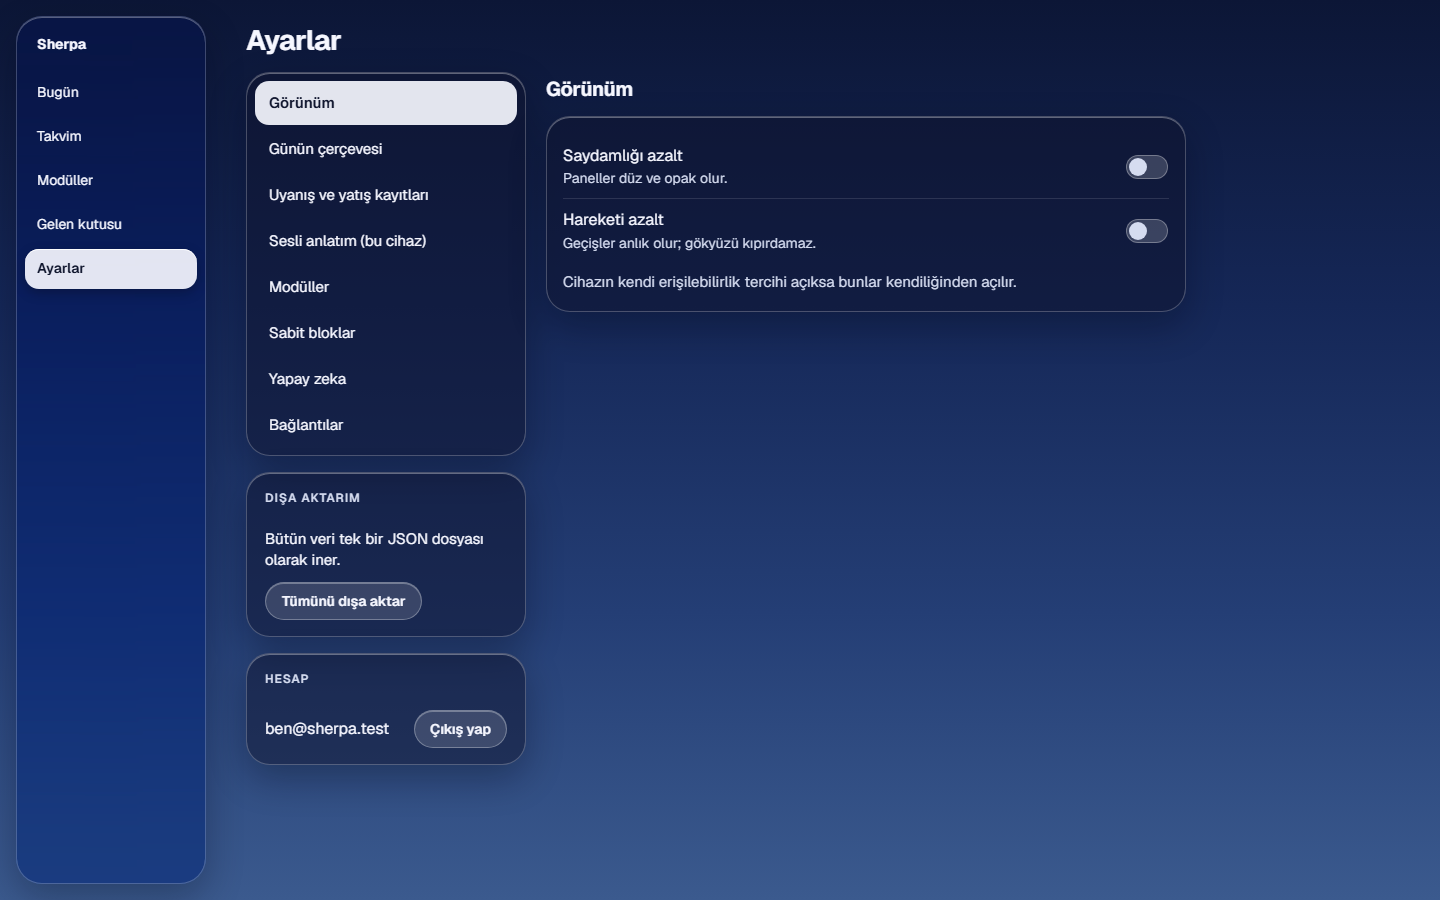 Sherpa
Bugün
Takvim
Modüller
Gelen kutusu
Ayarlar
Ayarlar
Görünüm
Günün çerçevesi
Uyanış ve yatış kayıtları
Sesli anlatım (bu cihaz)
Modüller
Sabit bloklar
Yapay zeka
Bağlantılar
DIŞA AKTARIM
Bütün veri tek bir JSON dosyası
olarak iner.
Tümünü dışa aktar
HESAP
ben@sherpa.test
Çıkış yap
Görünüm
Saydamlığı azalt
Paneller düz ve opak olur.
Hareketi azalt
Geçişler anlık olur; gökyüzü kıpırdamaz.
Cihazın kendi erişilebilirlik tercihi açıksa bunlar kendiliğinden açılır.